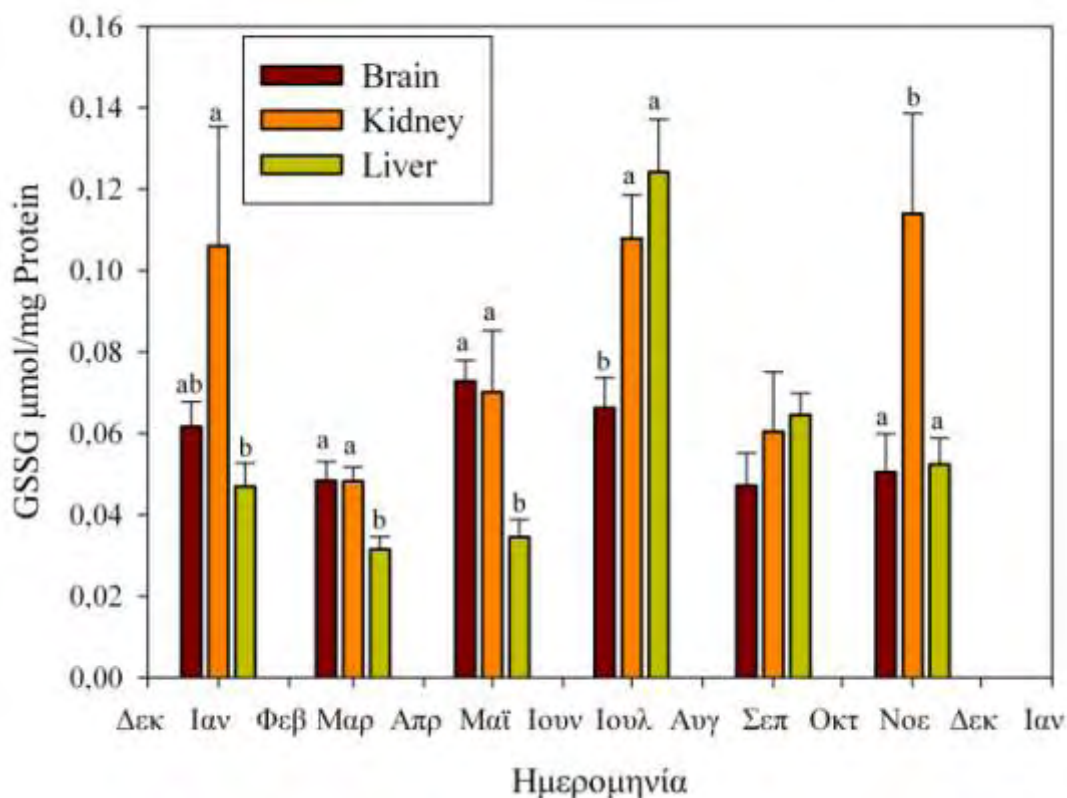 GSSG μmol/mg Protein
0,16
0,14
0,12
0,10
0,08
0,06
0,04
0,02
0,00
Brain
Kidney
Liver
ab
a
b
a
a
b
a
a
b
b
a
a
a
b
a
Δεκ Ιαν Φεβ Μαρ Απρ Μαϊ Ιουν Ιουλ Αυγ Σεπ Οκτ Νοε Δεκ Ιαν
Ημερομηνία